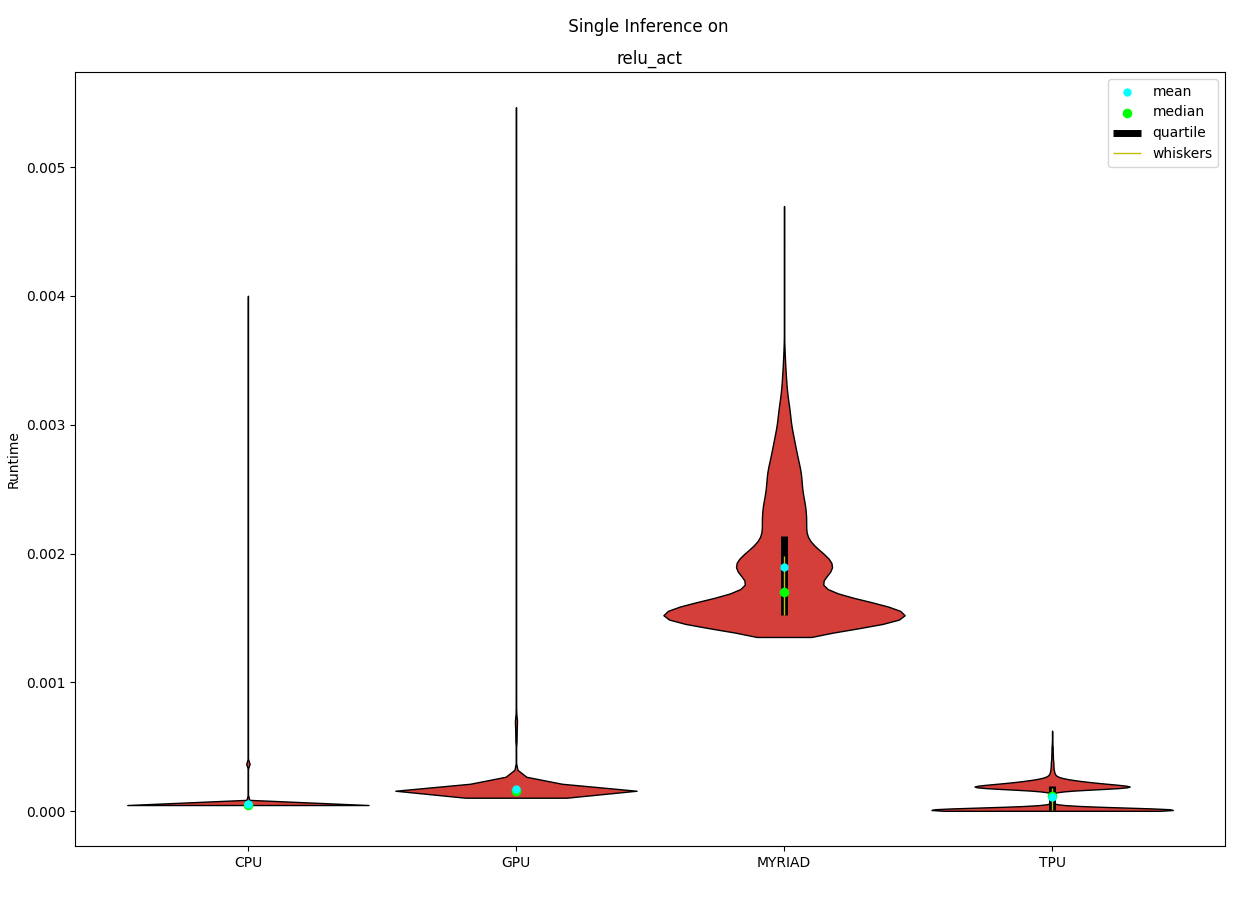 Single Inference on
relu_act
mean
median
quartile
whiskers
0.005
0.004
0.003
0.002
0.001
0.000
Runtime
CPU
GPU
MYRIAD
TPU